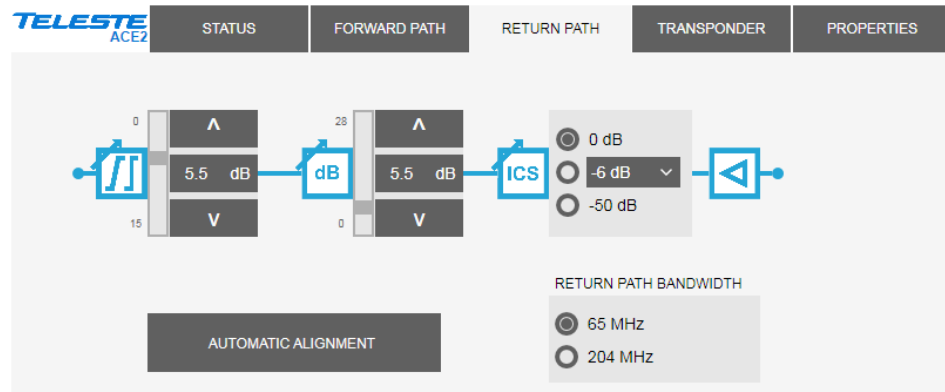 TELESTE
ACE2
STATUS
FORWARD PATH
RETURN PATH
TRANSPONDER
PROPERTIES
0
15
Λ
5.5 dB
V
dB
28
0
Λ
5.5 dB
V
ICS
0 dB
-6 dB
-50 dB
RETURN PATH BANDWIDTH
65 MHz
204 MHz
AUTOMATIC ALIGNMENT